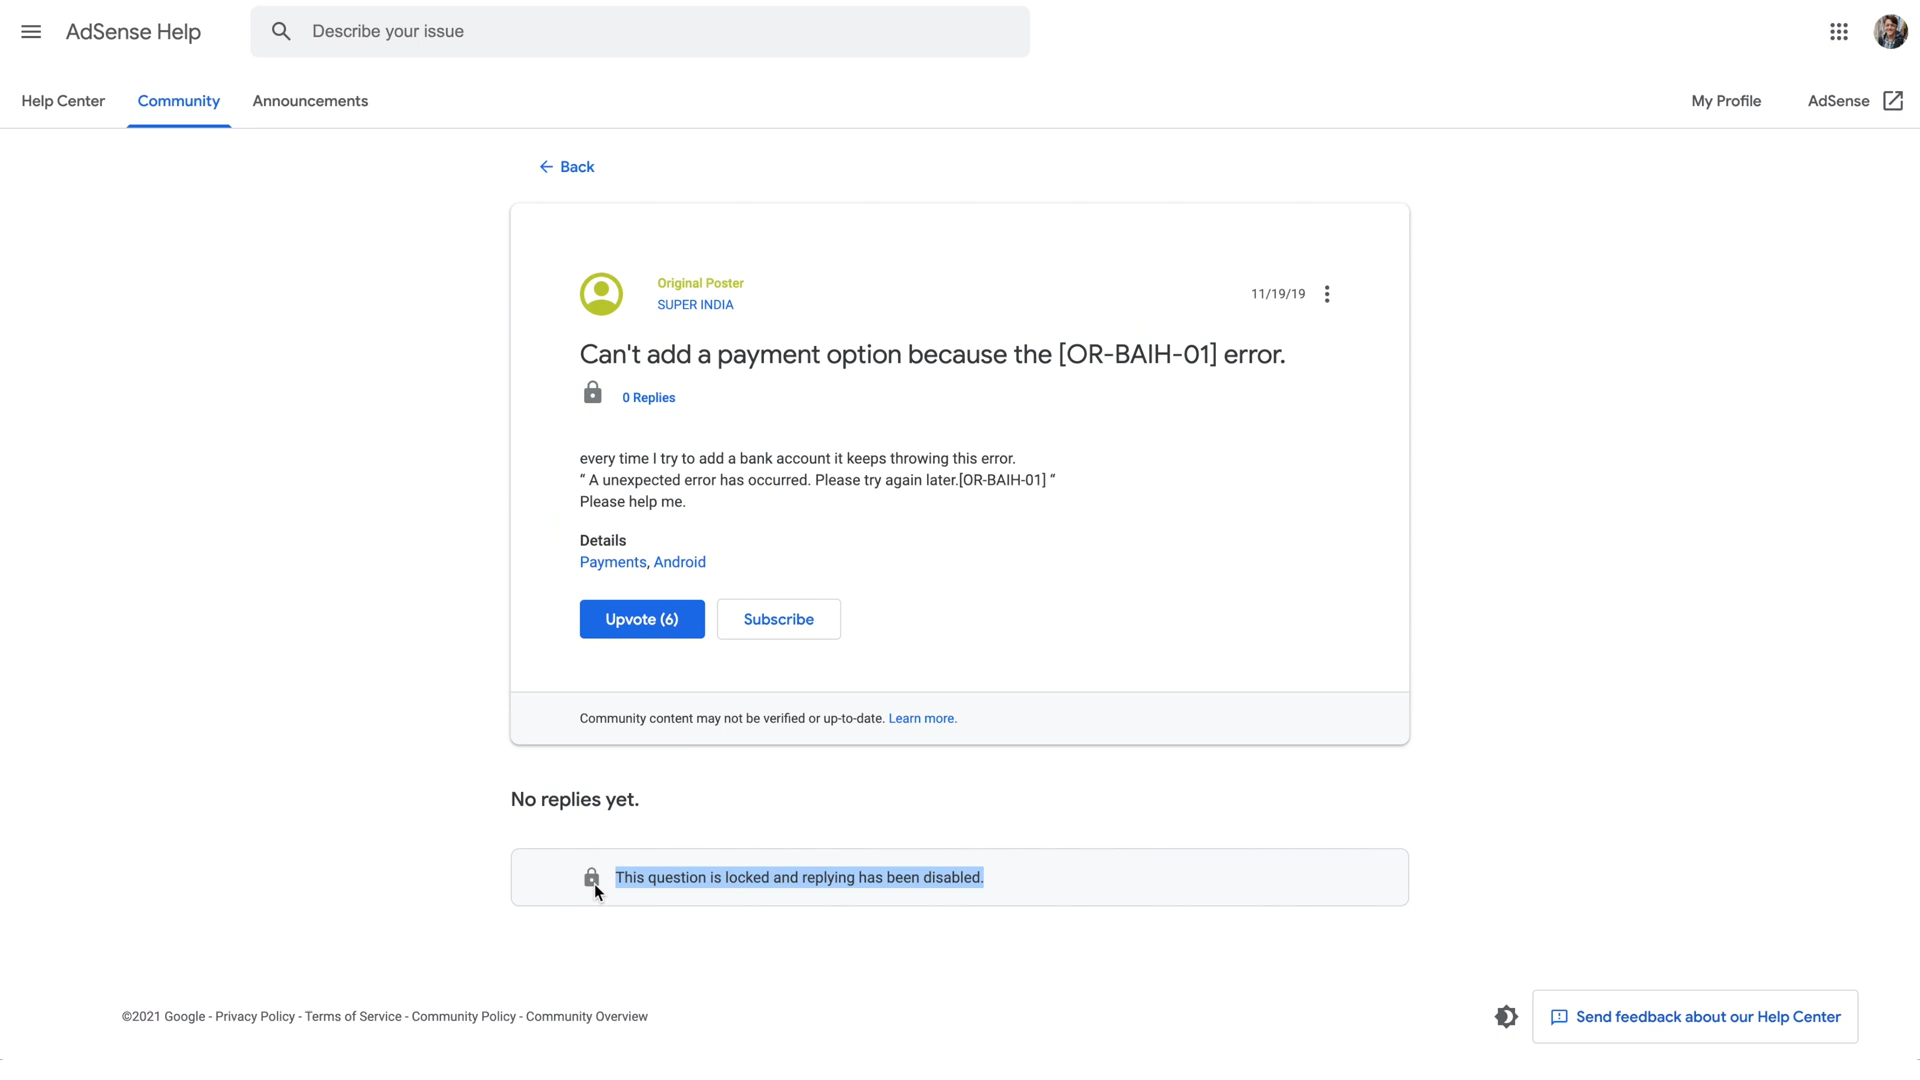 AdSense Help
Describe your issue
Help Center
Community
Announcements
My Profile
AdSense
Back
Original Poster
SUPER INDIA
11/19/19
Can't add a payment option because the [OR-BAIH-01] error.
0 Replies
every time I try to add a bank account it keeps throwing this error.
“ A unexpected error has occurred. Please try again later.[OR-BAIH-01] “
Please help me.
Details
Payments, Android
Upvote (6)
Subscribe
Community content may not be verified or up-to-date. Learn more.
No replies yet.
This question is locked and replying has been disabled.
©2021 Google - Privacy Policy - Terms of Service - Community Policy - Community Overview
Send feedback about our Help Center